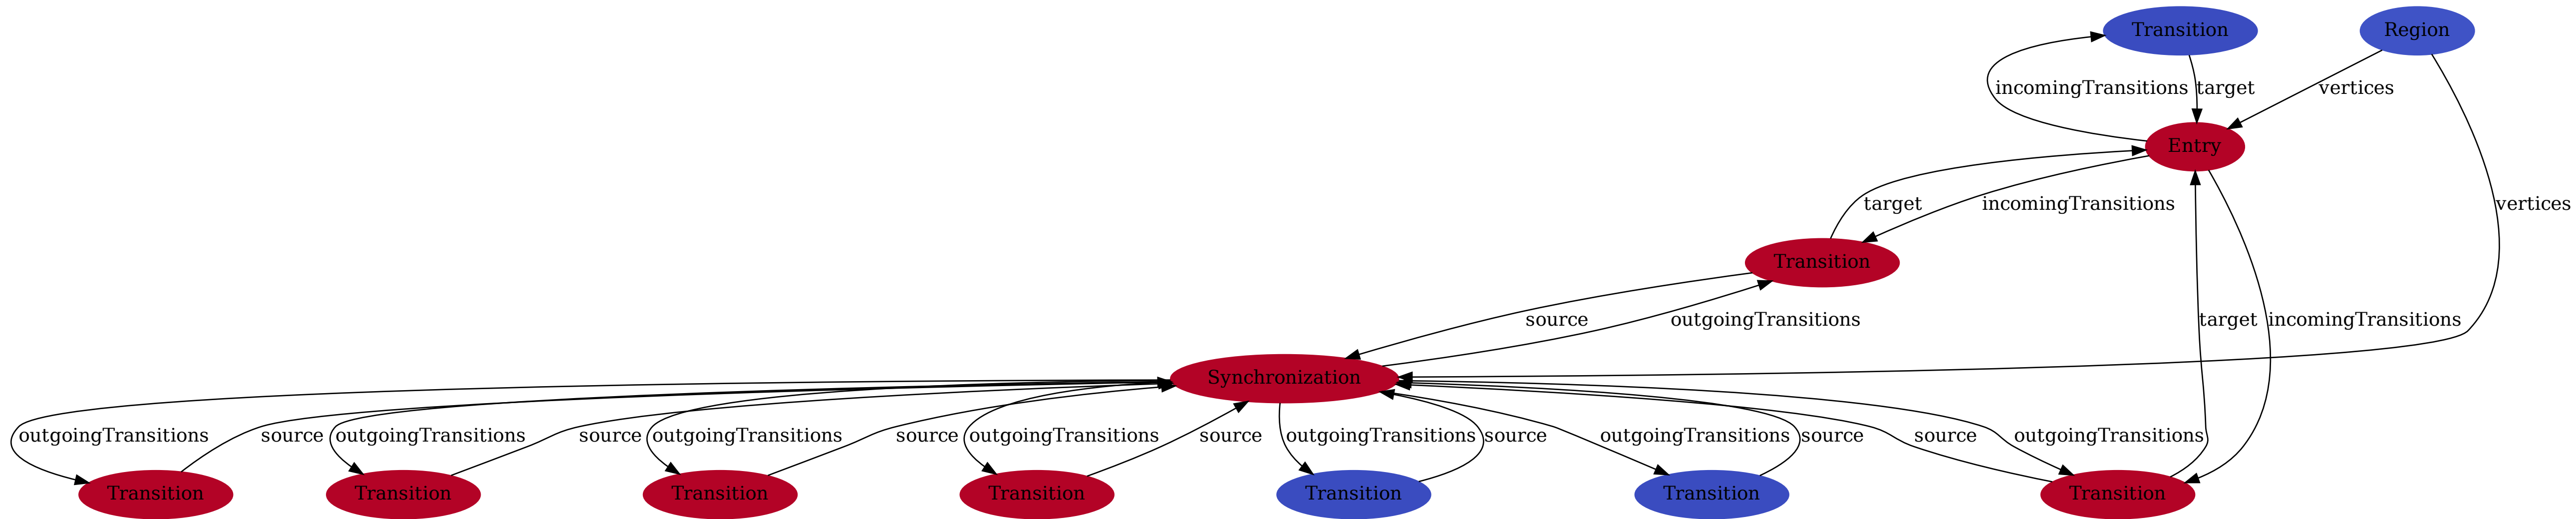 Transition
Region
incomingTransitions
target
vertices
Entry
target
incomingTransitions
vertices
Transition
source
outgoingTransitions
target
incomingTransitions
Synchronization
outgoingTransitions
source
outgoingTransitions
source
outgoingTransitions
source
outgoingTransitions
source
outgoingTransitions
source
outgoingTransitions
source
source
outgoingTransitions
Transition
Transition
Transition
Transition
Transition
Transition
Transition